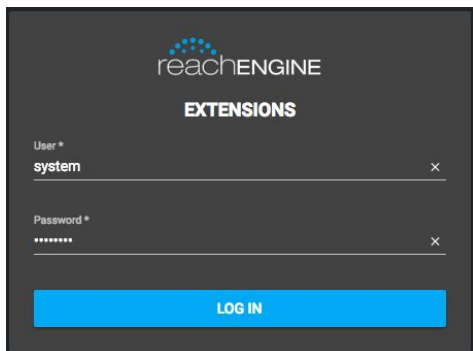 reachENGINE
EXTENSIONS
User *
system
Password *
••••••••
LOG IN